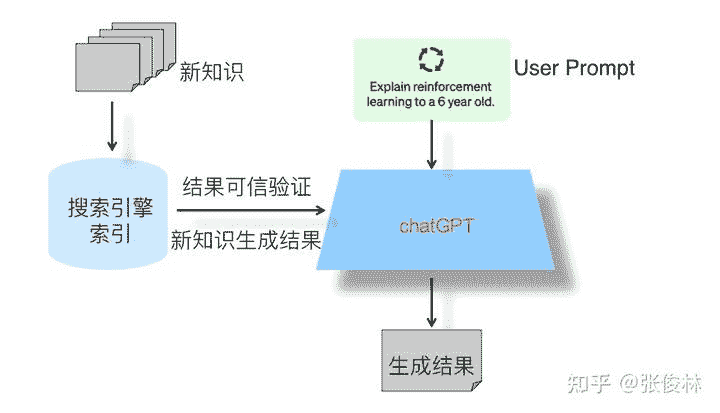 新知识
Explain reinforcement
learning to a 6 year old.
User Prompt
搜索引擎
索引
结果可信验证
新知识生成结果
chatGPT
生成结果
知乎 @张俊林